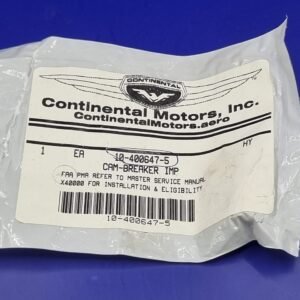 CONTINENTAL
Continental Motors, Inc.
ContinentalMotors.aero
1 EA 10-400647-5 HY
CAM-BREAKER IMP
FAA PMA REFER TO MASTER SERVICE MANUAL
X40000 FOR INSTALLATION & ELIGIBILITY
10-400647-5